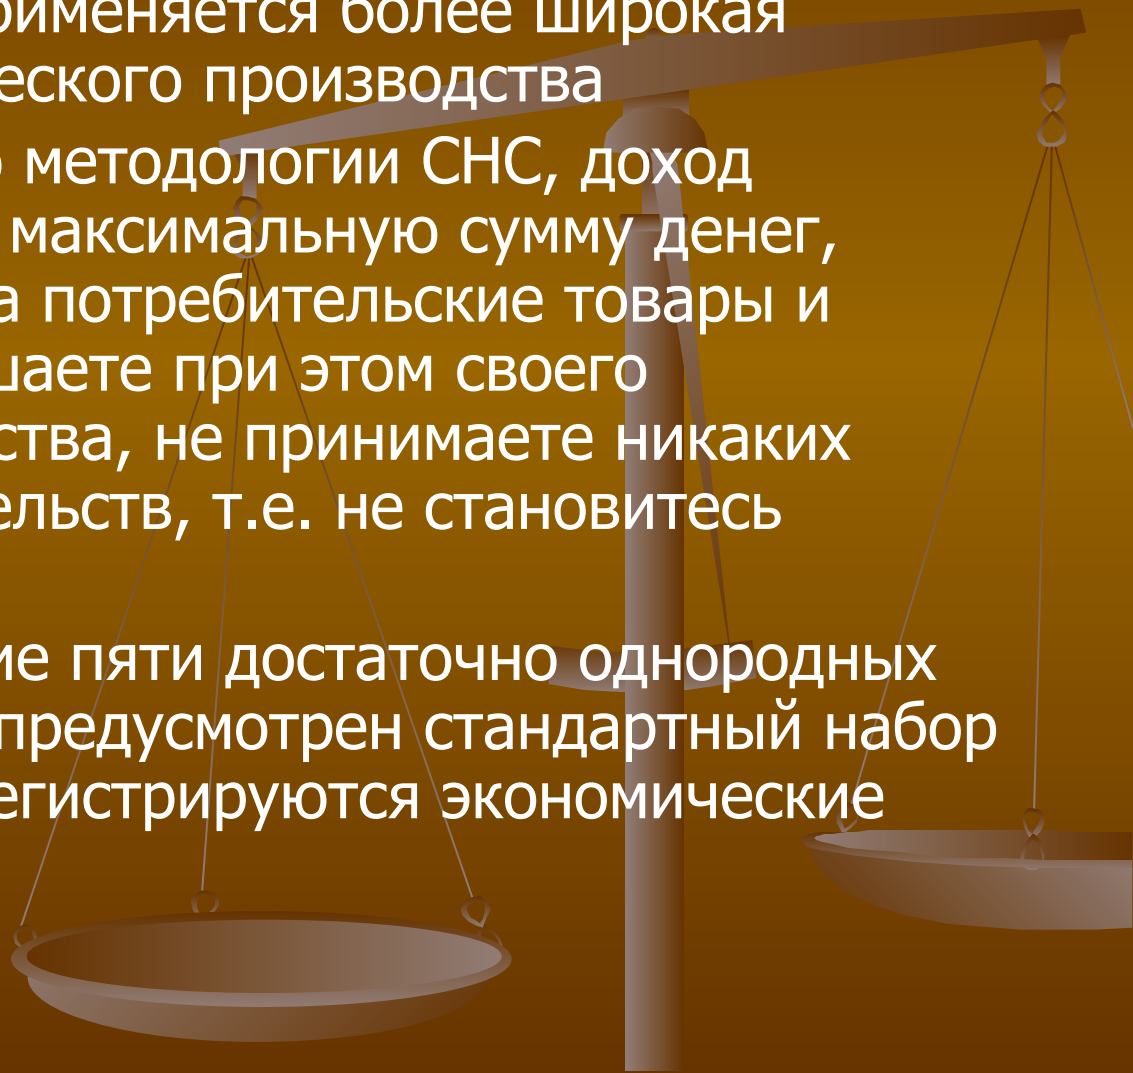 рименяется более широкая
еского производства
о методологии СНС, доход
максимальную сумму денег,
а потребительские товары и
шаете при этом своего
ства, не принимаете никаких
ельств, т.е. не становитесь
ие пяти достаточно однородных
предусмотрен стандартный набор
егистрируются экономические